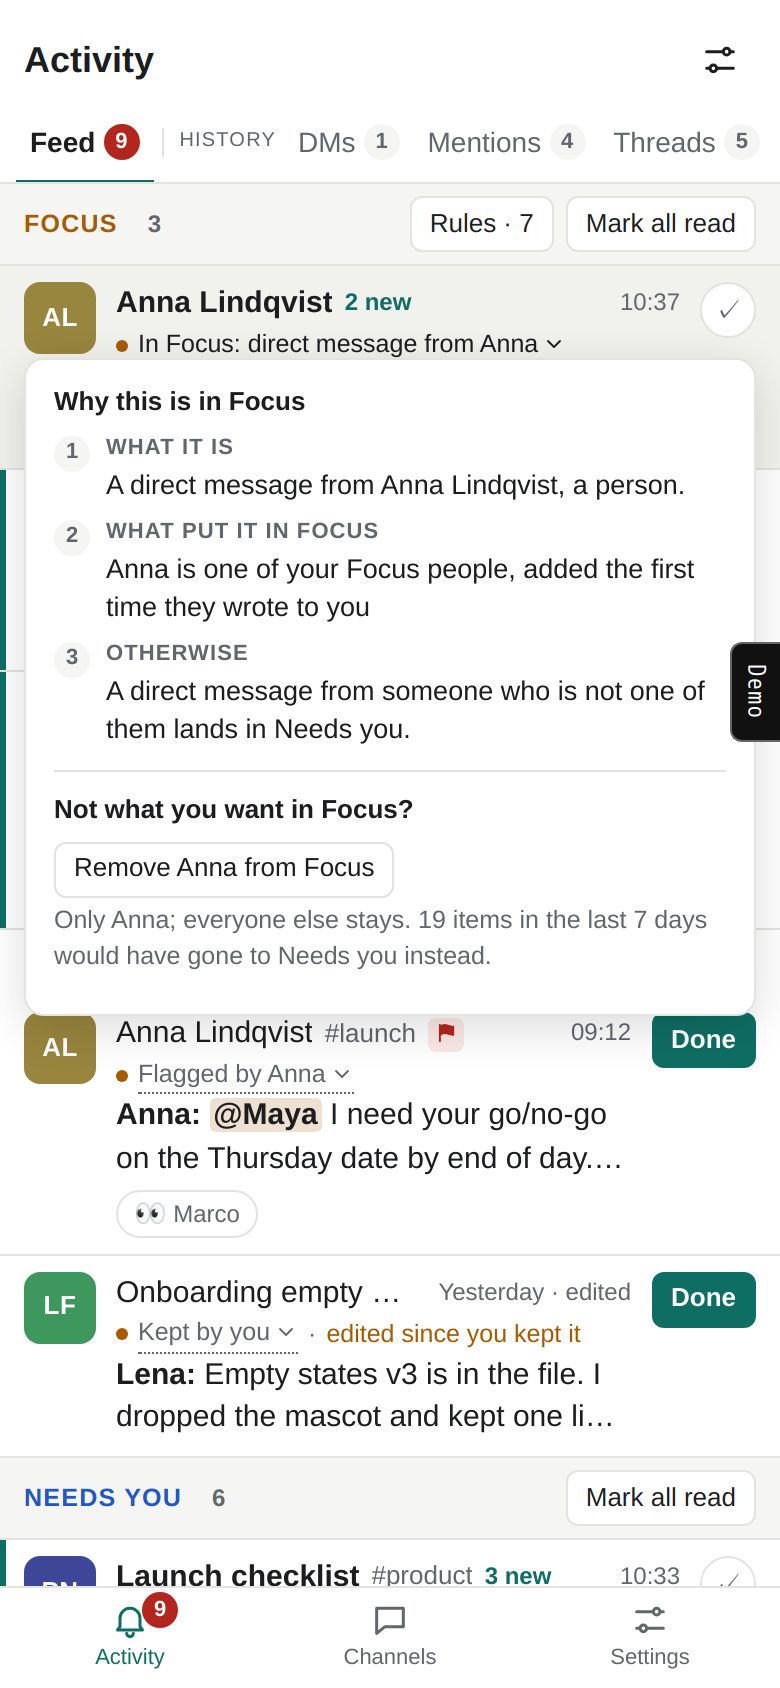 Activity
Feed 9 HISTORY DMs 1 Mentions 4 Threads 5
FOCUS 3 Rules · 7 Mark all read
AL Anna Lindqvist 2 new 10:37 ✓
In Focus: direct message from Anna
Why this is in Focus
1 WHAT IT IS
A direct message from Anna Lindqvist, a person.
2 WHAT PUT IT IN FOCUS
Anna is one of your Focus people, added the first
time they wrote to you
3 OTHERWISE
A direct message from someone who is not one of
them lands in Needs you.
Demo
Not what you want in Focus?
Remove Anna from Focus
Only Anna; everyone else stays. 19 items in the last 7 days
would have gone to Needs you instead.
AL Anna Lindqvist #launch 09:12 Done
Flagged by Anna
Anna: @Maya I need your go/no-go
on the Thursday date by end of day.…
👀 Marco
LF Onboarding empty … Yesterday · edited Done
Kept by you · edited since you kept it
Lena: Empty states v3 is in the file. I
dropped the mascot and kept one li…
NEEDS YOU 6 Mark all read
Launch checklist #product 3 new 10:33 ✓
9
Activity Channels Settings